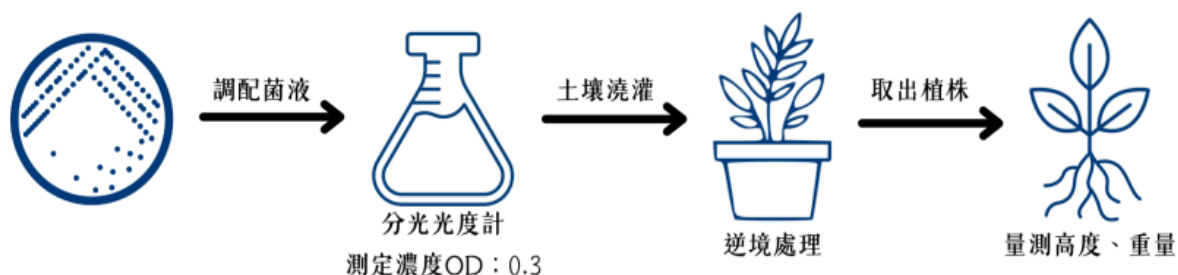 調配菌液
土壤澆灌
取出植株
分光光度計
測定濃度OD：0.3
逆境處理
量測高度、重量